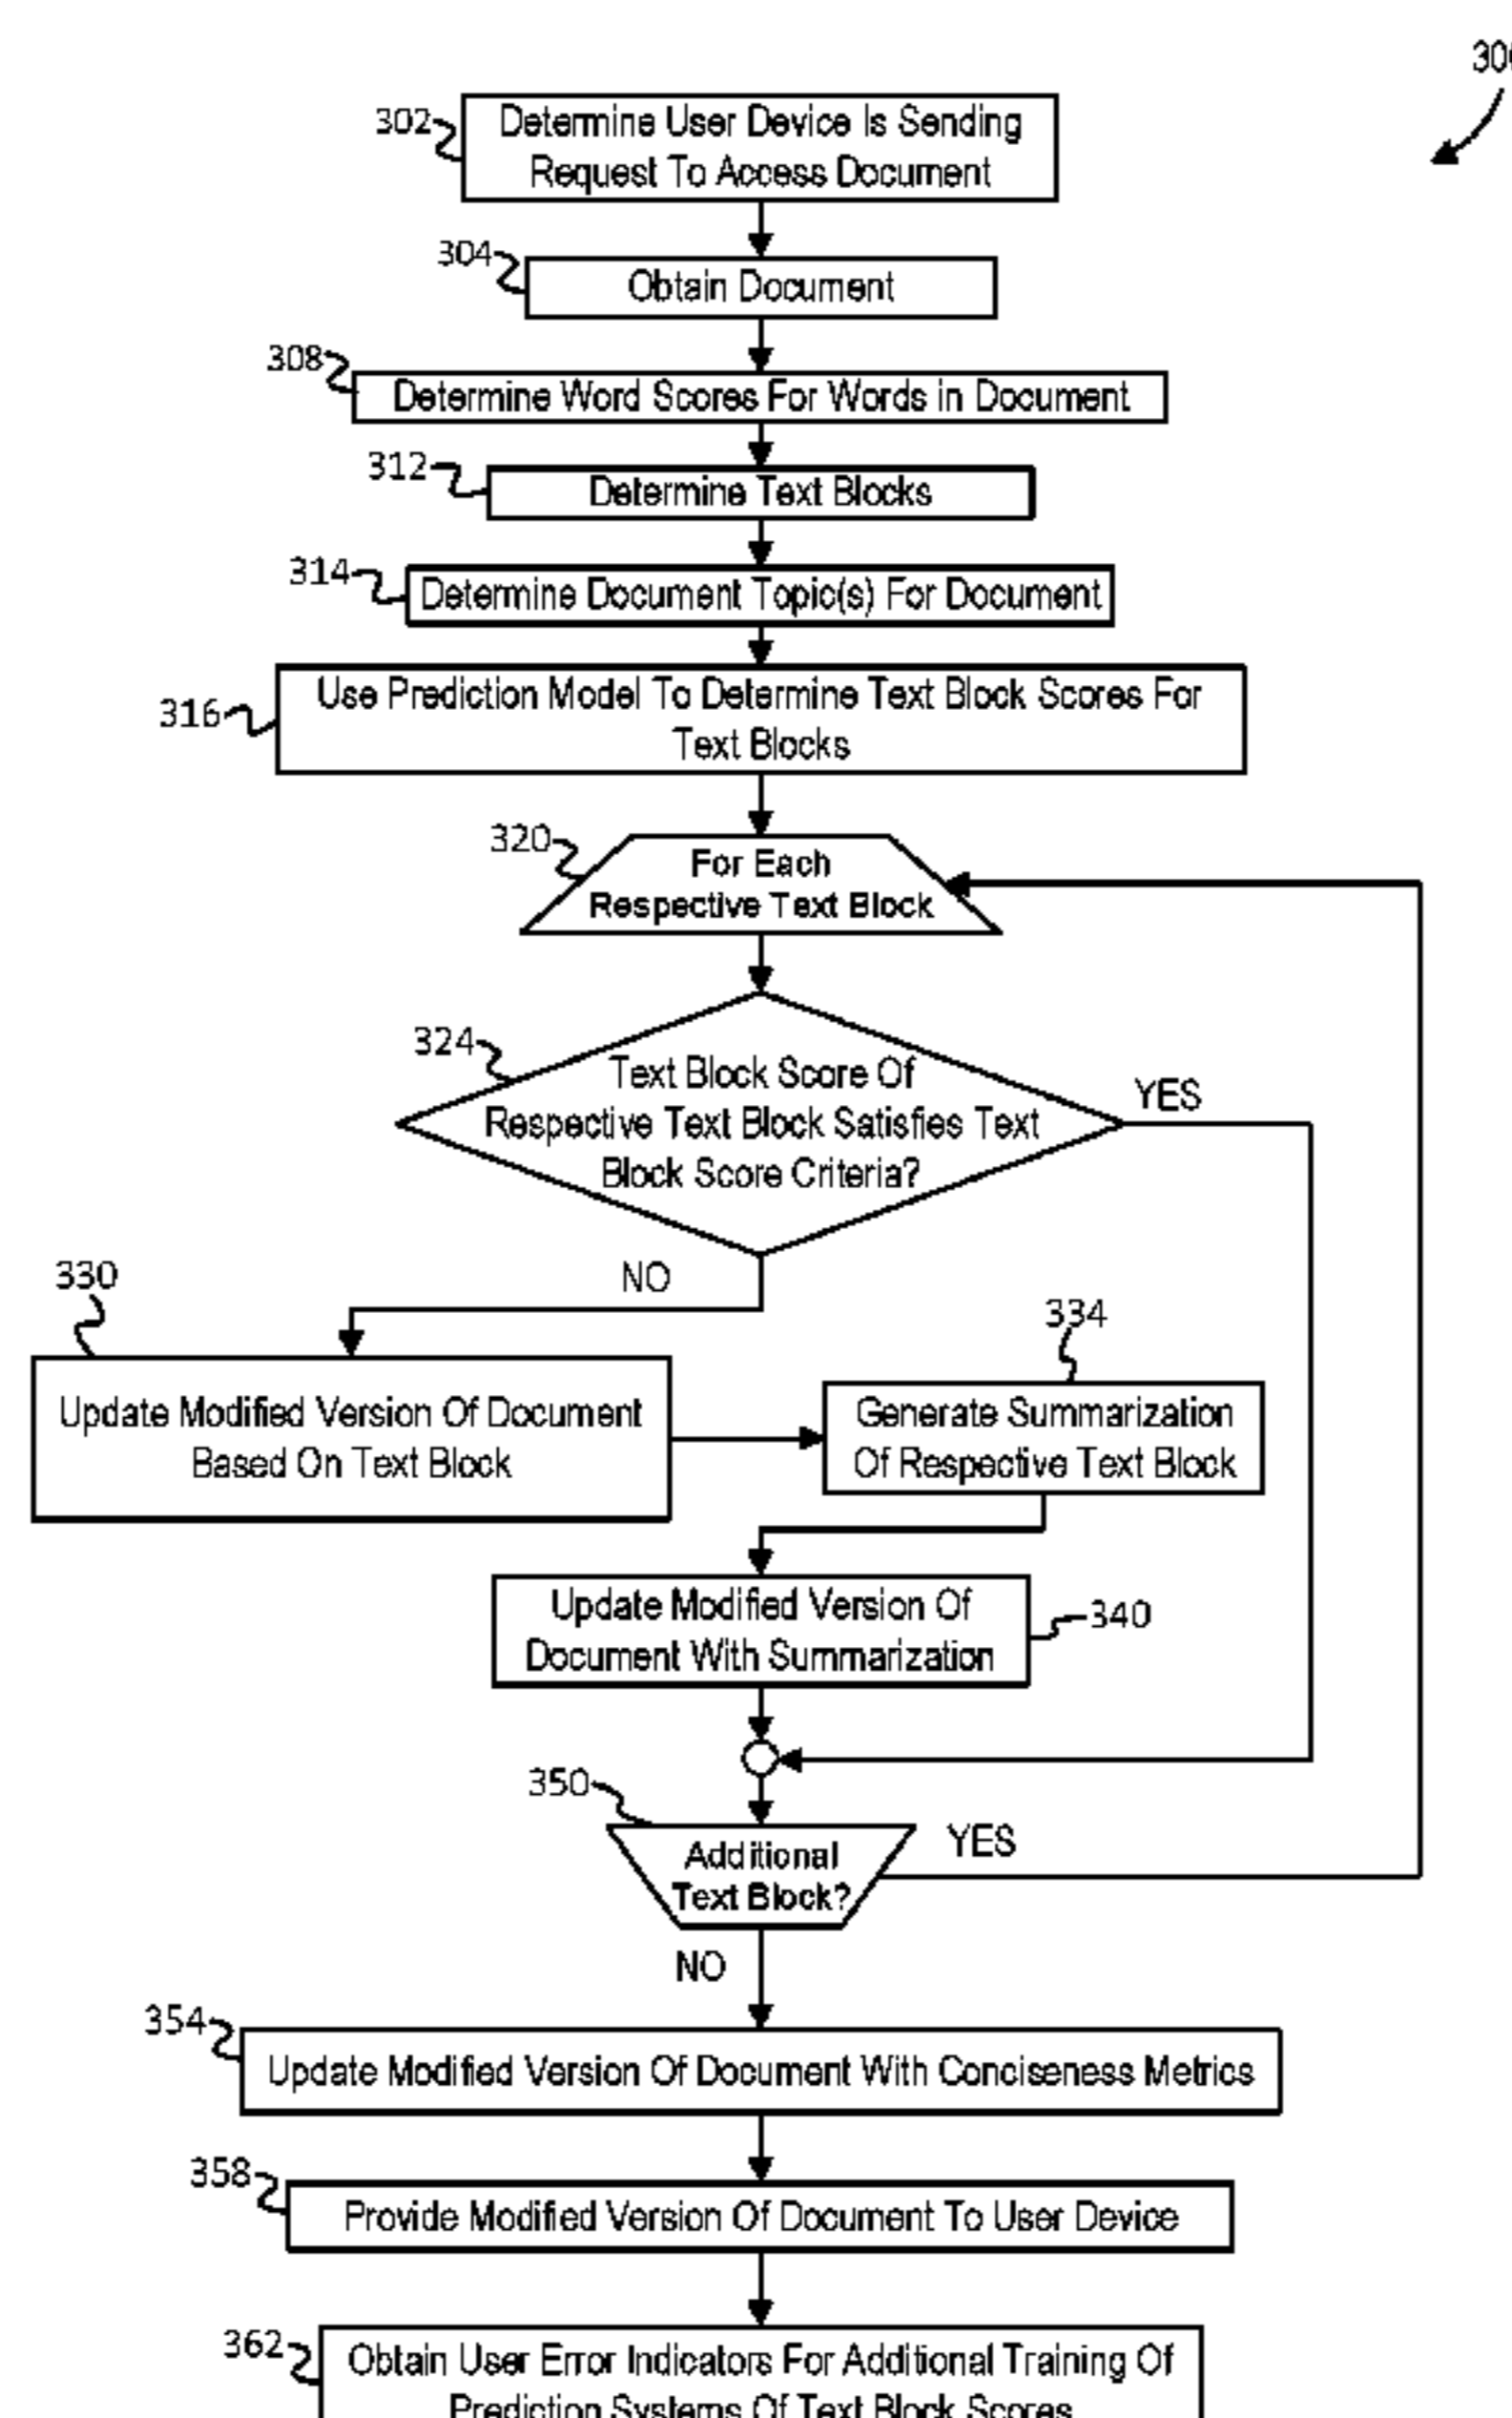 302
Determine User Device Is Sending
Request To Access Document
304
Obtain Document
308
Determine Word Scores For Words in Document
312
Determine Text Blocks
314
Determine Document Topic(s) For Document
316
Use Prediction Model To Determine Text Block Scores For
Text Blocks
320
For Each
Respective Text Block
324
Text Block Score Of
Respective Text Block Satisfies Text
Block Score Criteria?
YES
NO
330
Update Modified Version Of Document
Based On Text Block
334
Generate Summarization
Of Respective Text Block
Update Modified Version Of
Document With Summarization
340
350
Additional
Text Block?
YES
NO
354
Update Modified Version Of Document With Conciseness Metrics
358
Provide Modified Version Of Document To User Device
362
Obtain User Error Indicators For Additional Training Of
Prediction Systems Of Text Block Scores